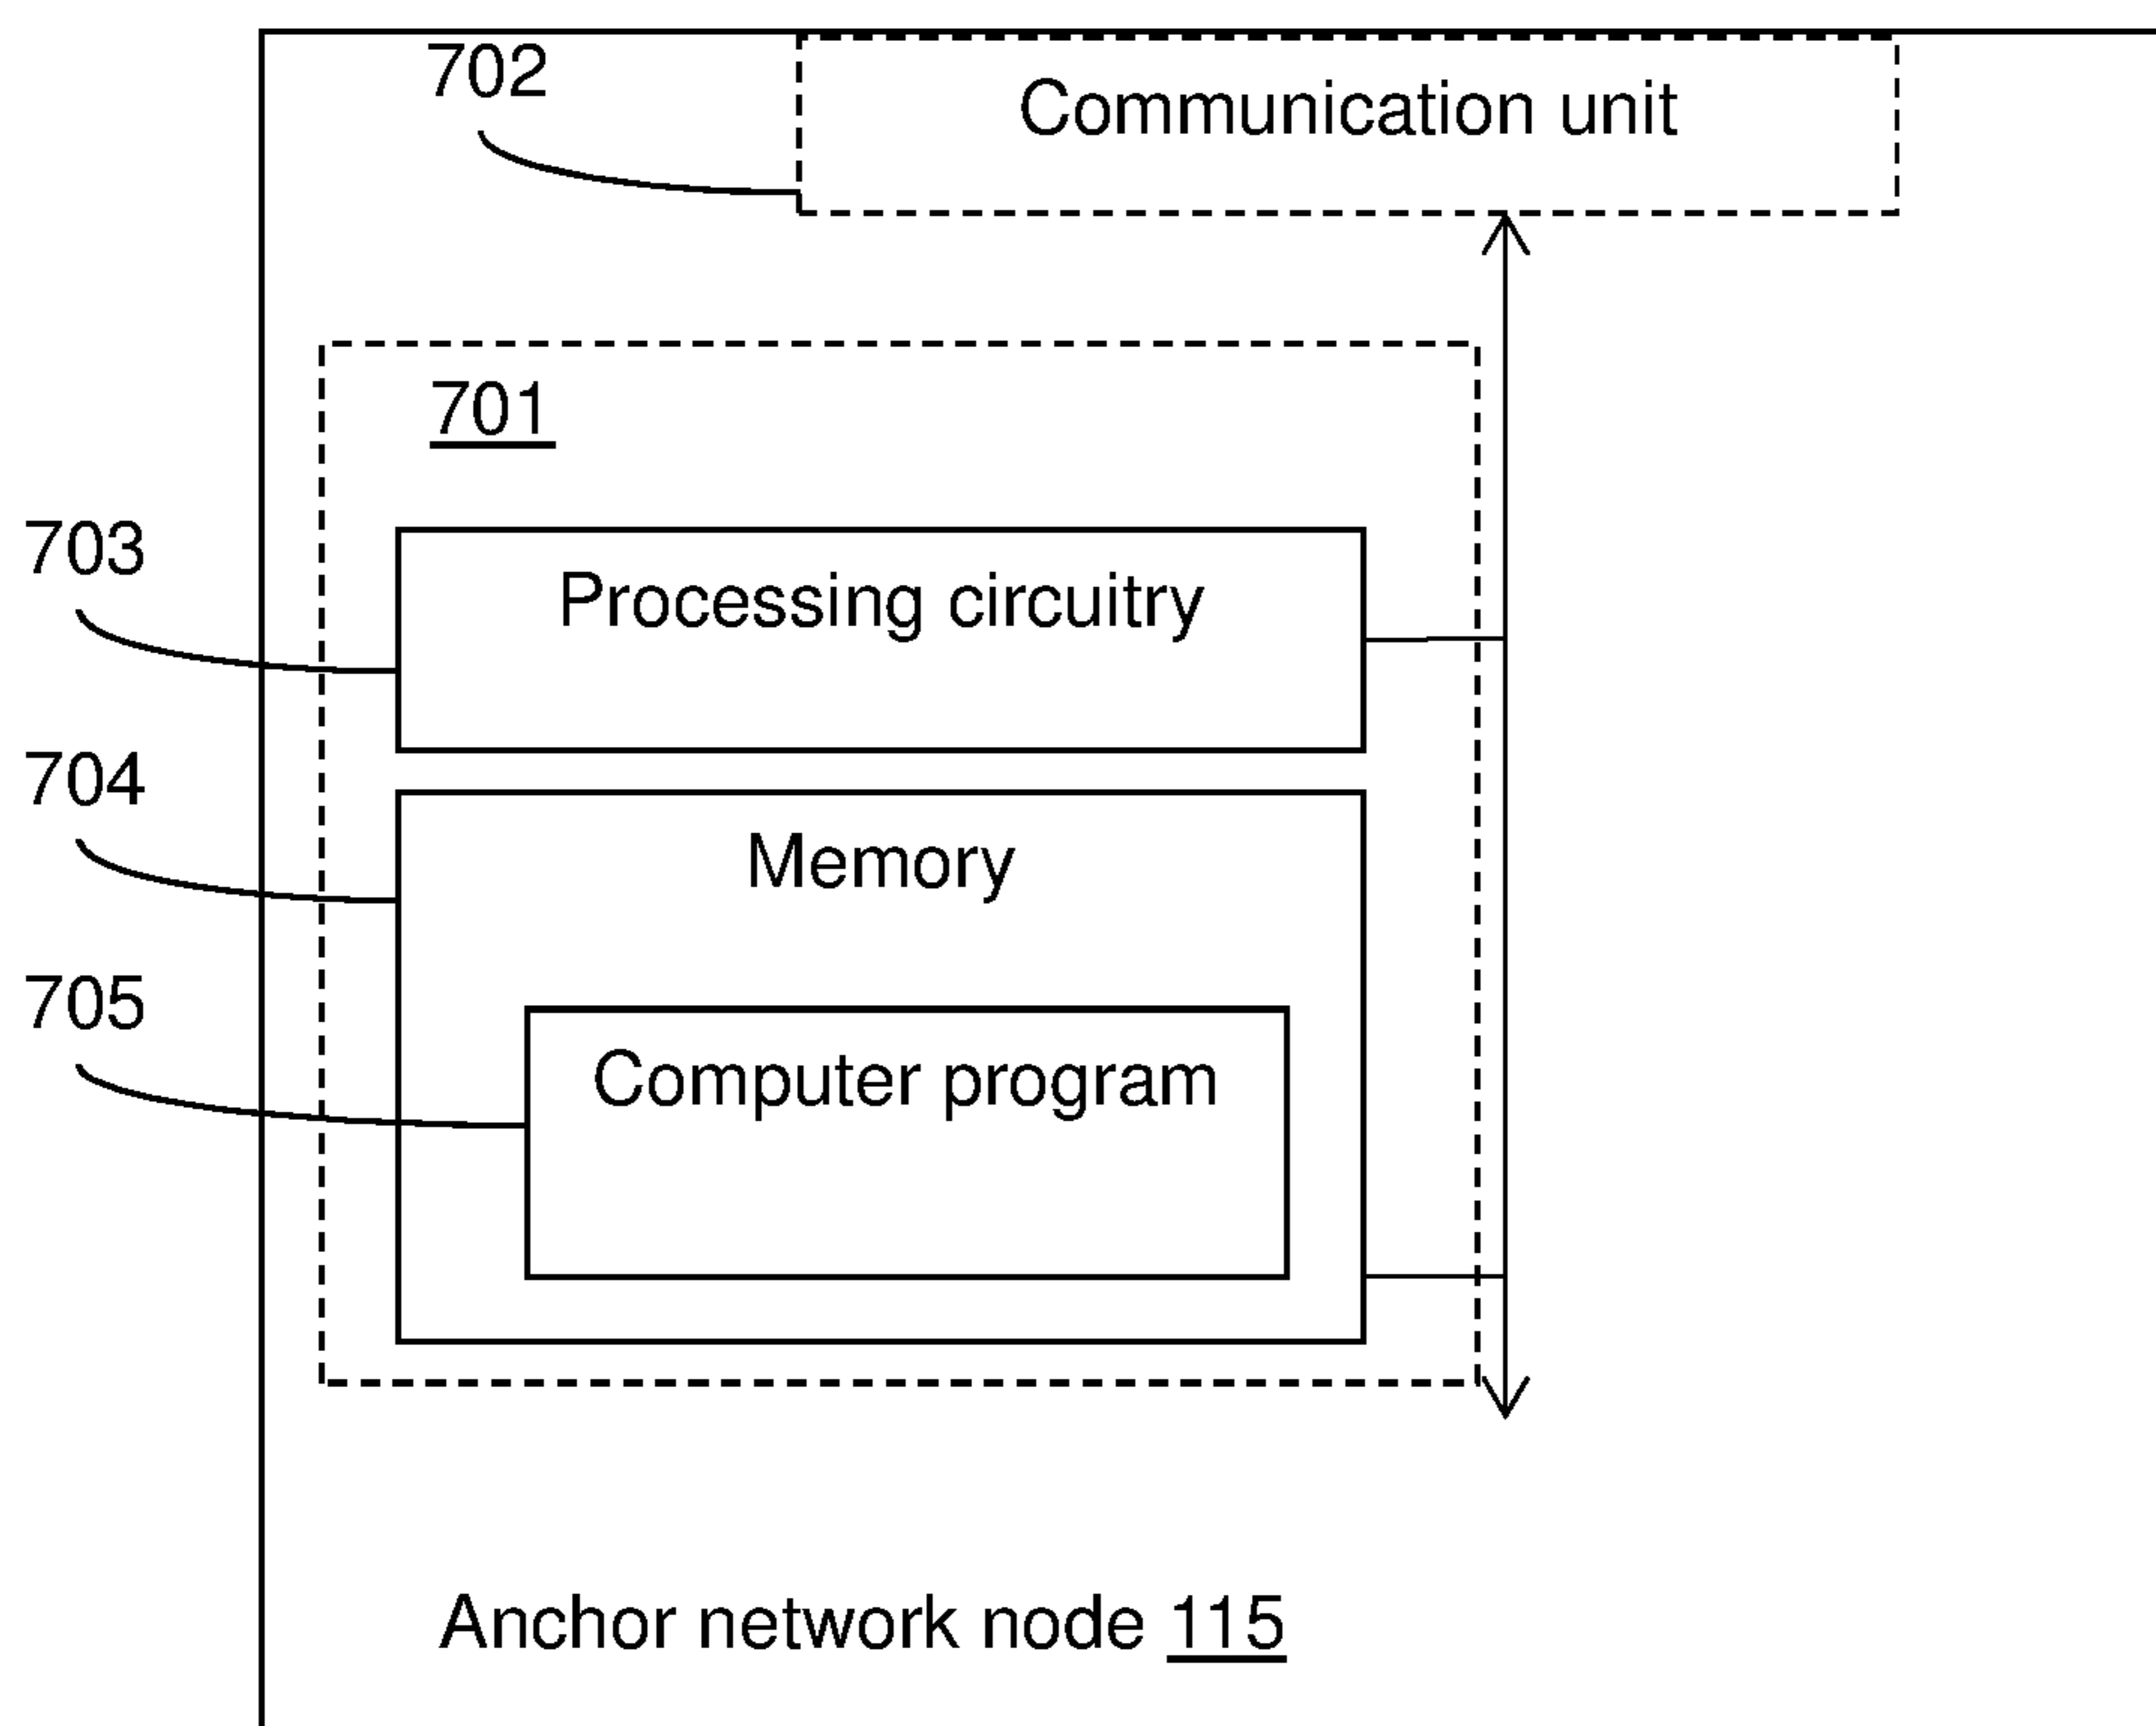 702
Communication unit
701
703
Processing circuitry
704
Memory
705
Computer program
Anchor network node 115